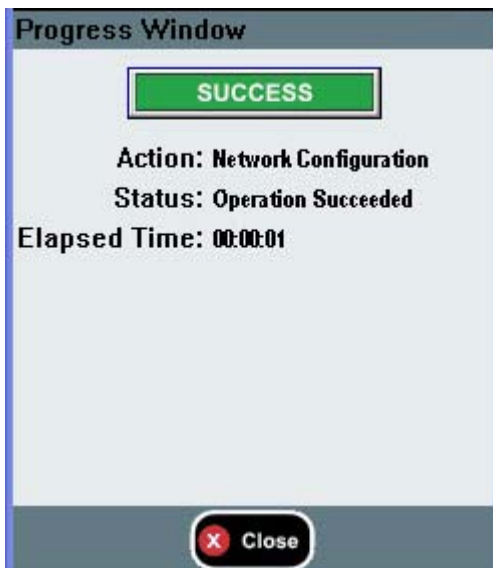 Progress Window
SUCCESS
Action: Network Configuration
Status: Operation Succeeded
Elapsed Time: 00:00:01
X Close